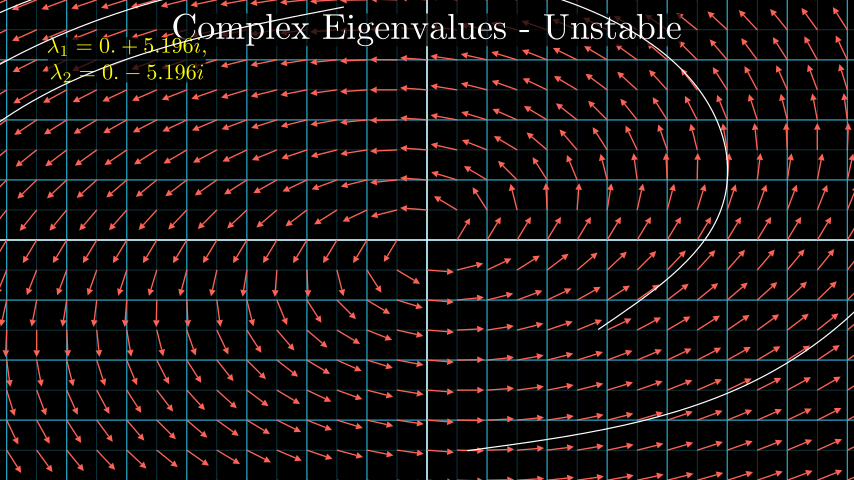 Complex Eigenvalues - Unstable
λ₁ = 0. + 5.196i,
λ₂ = 0. − 5.196i